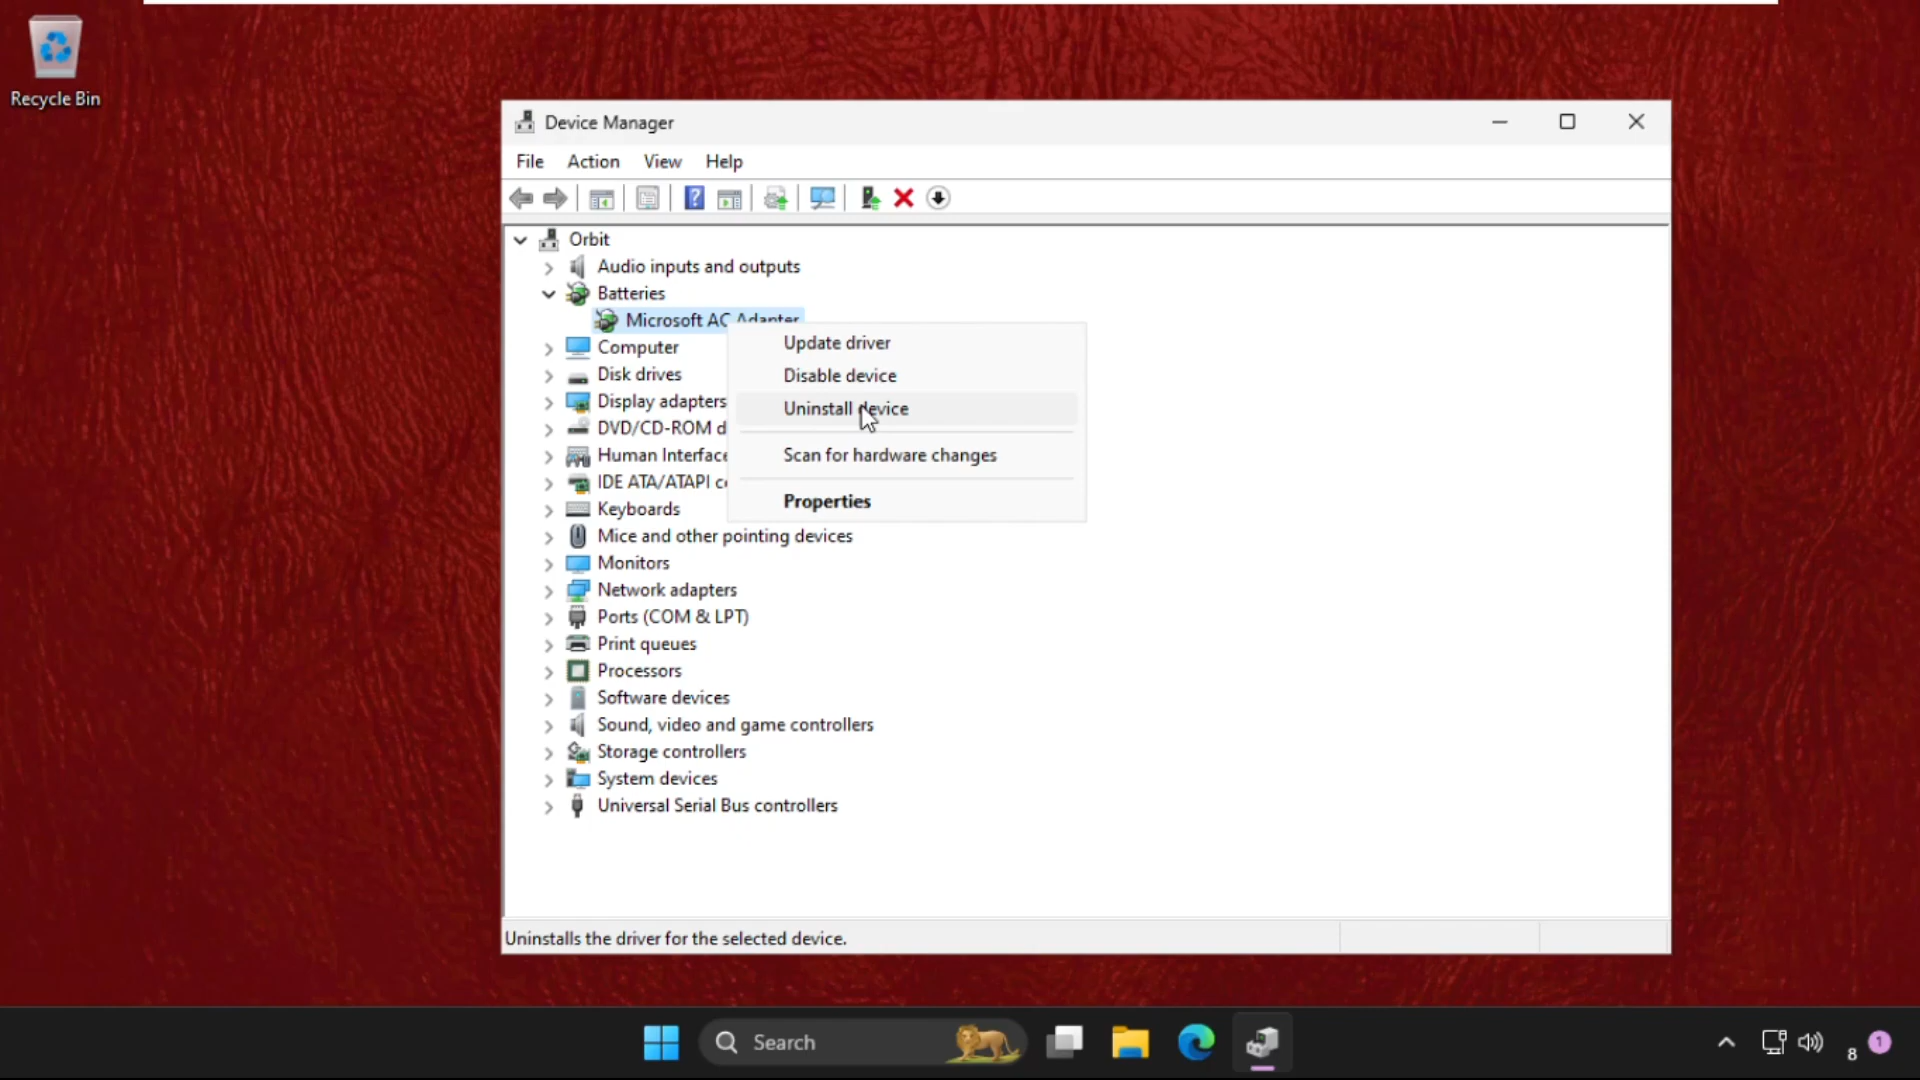 Recycle Bin
Device Manager
File Action View Help
Orbit
Audio inputs and outputs
Batteries
Microsoft AC Adapter
Update driver
Computer
Disable device
Disk drives
Display adapters
Uninstall device
DVD/CD-ROM d
Human Interface
Scan for hardware changes
IDE ATA/ATAPI c
Properties
Keyboards
Mice and other pointing devices
Monitors
Network adapters
Ports (COM & LPT)
Print queues
Processors
Software devices
Sound, video and game controllers
Storage controllers
System devices
Universal Serial Bus controllers
Uninstalls the driver for the selected device.
Search
8
1